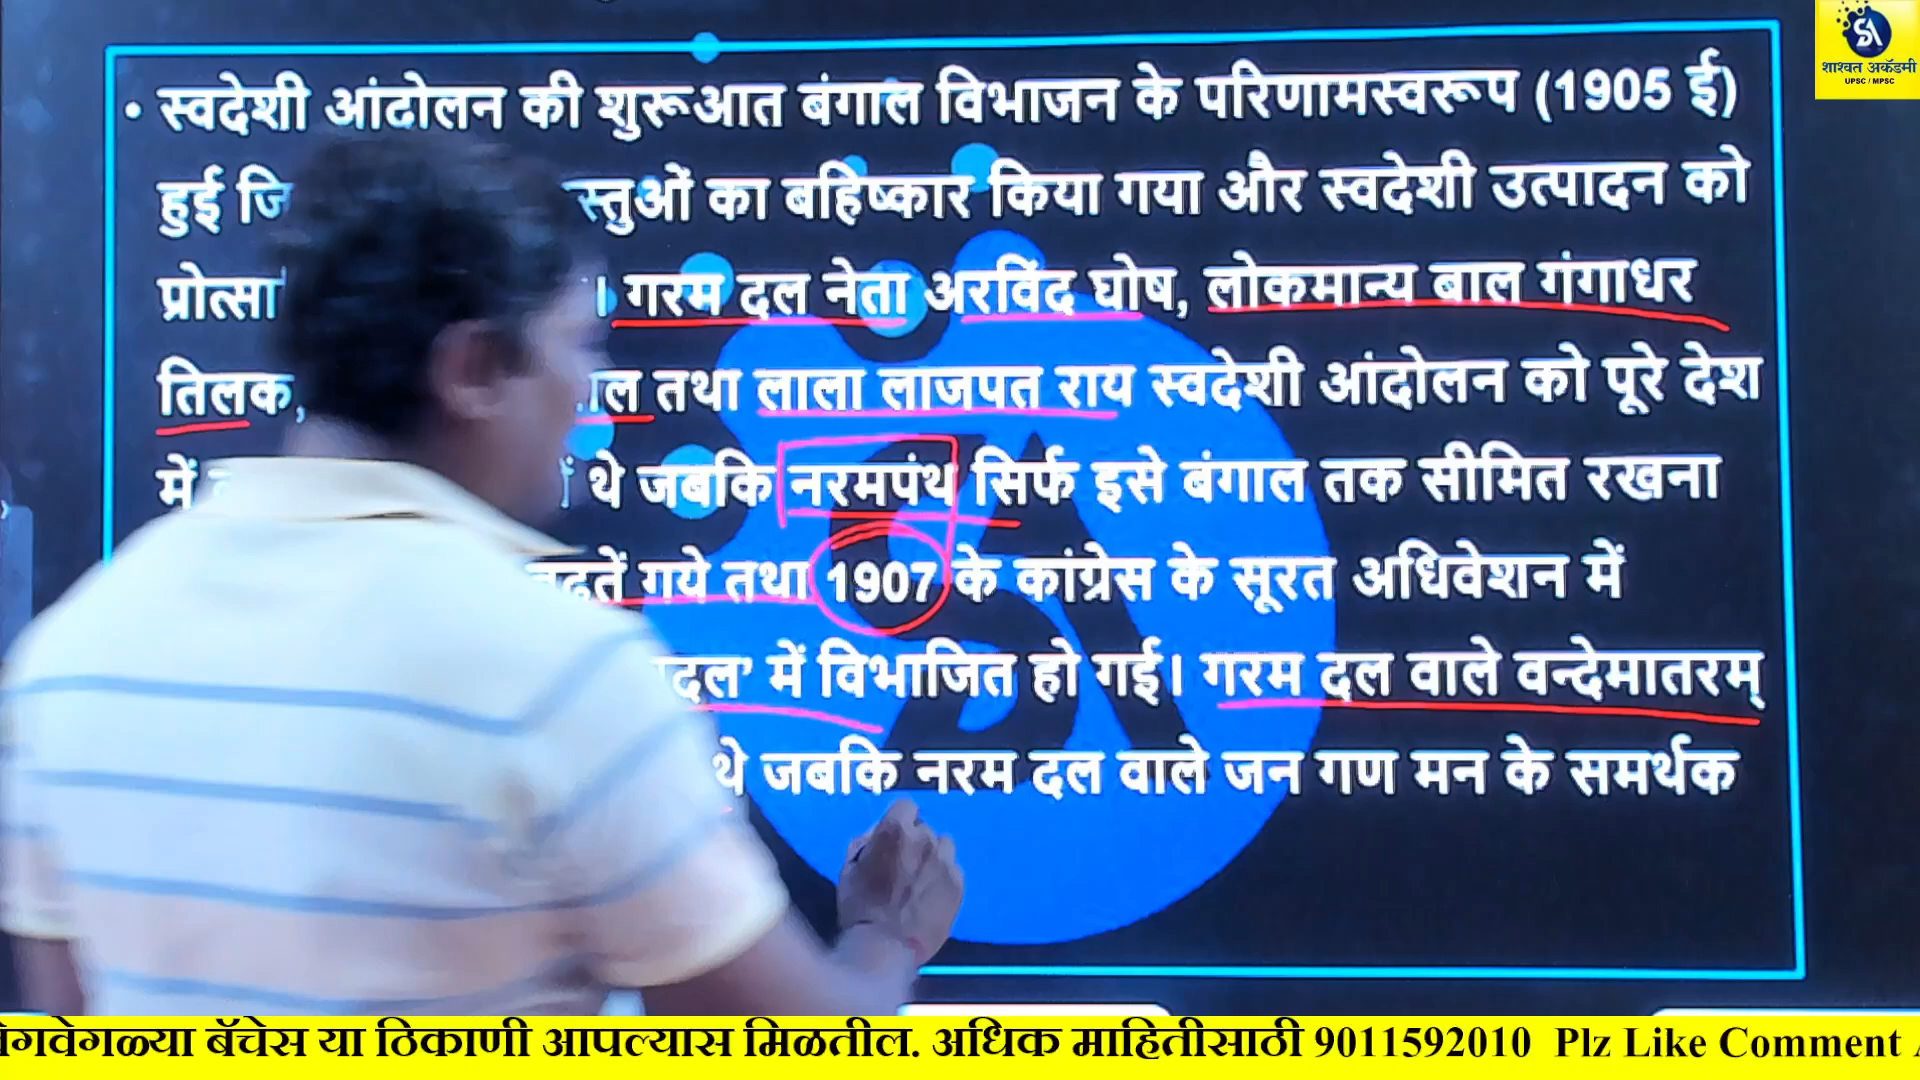 • स्वदेशी आंदोलन की शुरूआत बंगाल विभाजन के परिणामस्वरूप (1905 ई)
हुई स्तुओं का बहिष्कार किया गया और स्वदेशी उत्पादन को
। गरम दल नेता अरविंद घोष, लोकमान्य बाल गंगाधर
तिलक, तथा लाला लाजपत राय स्वदेशी आंदोलन को पूरे देश
में थे जबकि नरमपंथ सिर्फ इसे बंगाल तक सीमित रखना
गये तथा 1907 के कांग्रेस के सूरत अधिवेशन में
दल' में विभाजित हो गई। गरम दल वाले वन्देमातरम्
थे जबकि नरम दल वाले जन गण मन के समर्थक
SA
शाश्वत अकॅडमी
UPSC / MPSC
वेगवेगळ्या बॅचेस या ठिकाणी आपल्यास मिळतील. अधिक माहितीसाठी 9011592010 Plz Like Comment